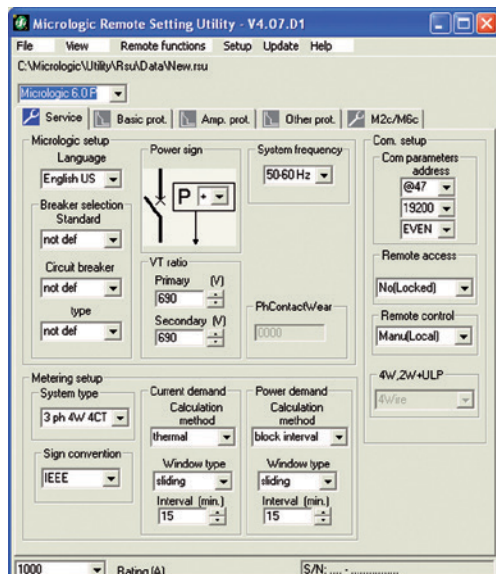 Micrologic Remote Setting Utility - V4.07.D1
File View Remote functions Setup Update Help
C:\Micrologic\Utility\Rsu\Data\New.rsu
Micrologic 6.0 P
Service Basic prot. Amp. prot. Other prot. M2c/M6c
Micrologic setup
Language
English US
Breaker selection
Standard
not def
Circuit breaker
not def
type
not def
Power sign
P +
VT ratio
Primary (V)
690
Secondary (V)
690
System frequency
50-60 Hz
PhContactWear
0000
Com. setup
Com parameters
address
@47
19200
EVEN
Remote access
No(Locked)
Remote control
Manu(Local)
4W,2W+ULP
4Wire
Metering setup
System type
3 ph 4W 4CT
Sign convention
IEEE
Current demand
Calculation
method
thermal
Window type
sliding
Interval (min.)
15
Power demand
Calculation
method
block interval
Window type
sliding
Interval (min.)
15
1000 Rating (A) S/N: .... - ................